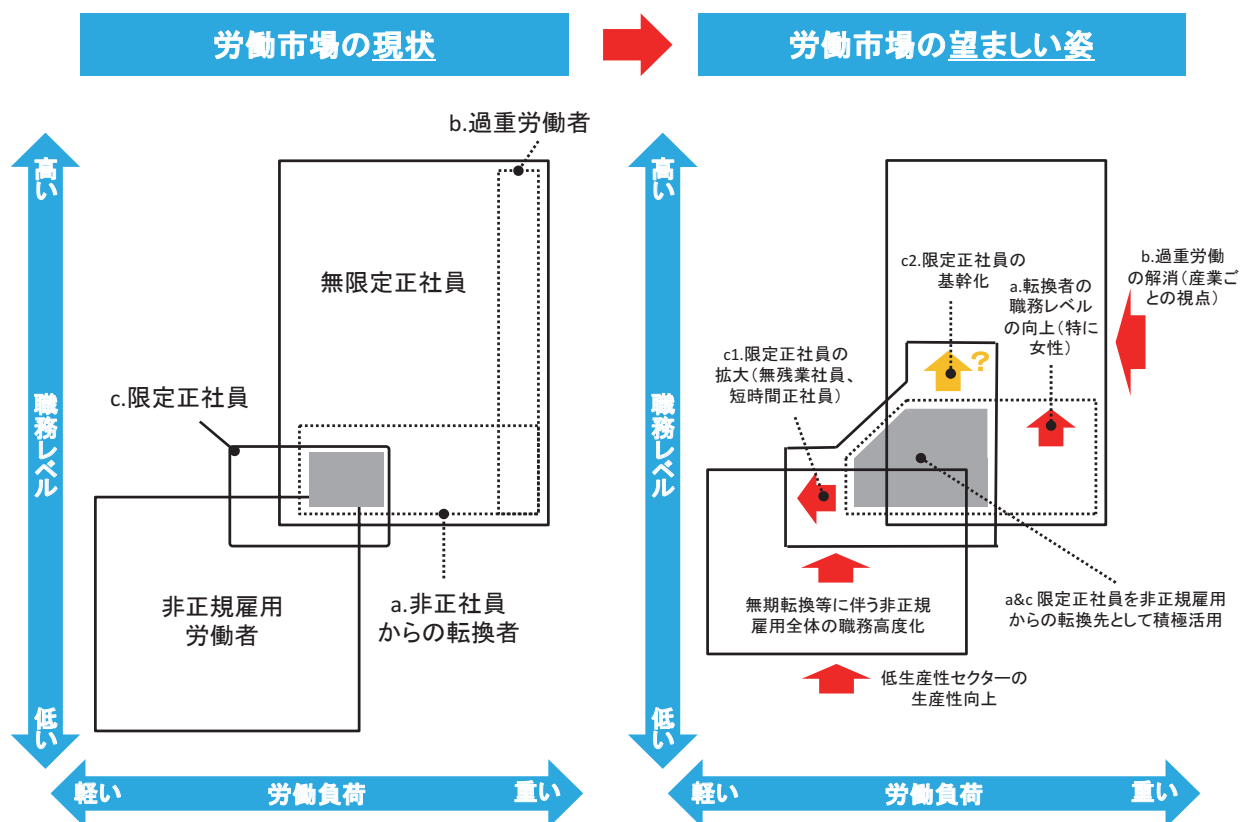 労働市場の現状
労働市場の望ましい姿
高い
職務レベル
低い
軽い
労働負荷
重い
b.過重労働者
無限定正社員
c.限定正社員
非正規雇用
労働者
a.非正社員
からの転換者
高い
職務レベル
低い
軽い
労働負荷
重い
c2.限定正社員の
基幹化
a.転換者の
職務レベル
の向上(特に
女性)
b.過重労働
の解消(産業ご
との視点)
c1.限定正社員の
拡大(無残業社員、
短時間正社員)
?
無期転換等に伴う非正規
雇用全体の職務高度化
a&c 限定正社員を非正規雇用
からの転換先として積極活用
低生産性セクターの
生産性向上